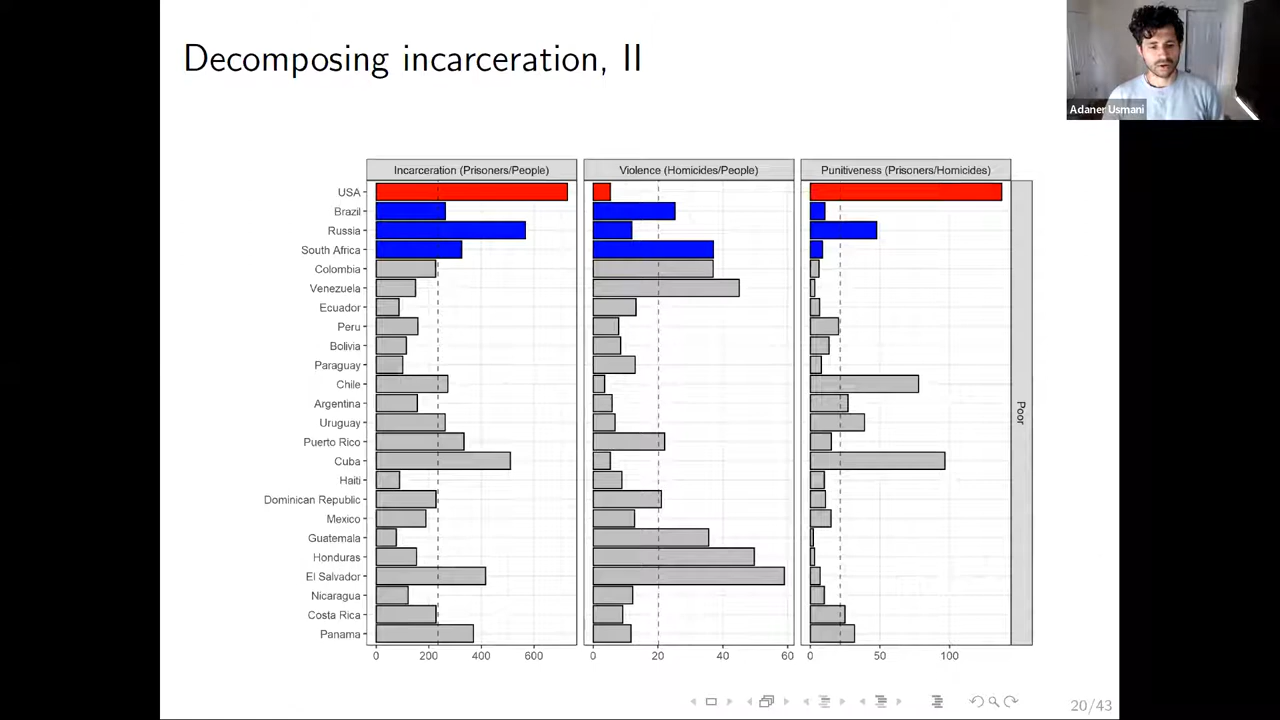 Decomposing incarceration, II
Adaner Usmani
Incarceration (Prisoners/People)
Violence (Homicides/People)
Punitiveness (Prisoners/Homicides)
USA
Brazil
Russia
South Africa
Colombia
Venezuela
Ecuador
Peru
Bolivia
Paraguay
Chile
Argentina
Uruguay
Puerto Rico
Cuba
Haiti
Dominican Republic
Mexico
Guatemala
Honduras
El Salvador
Nicaragua
Costa Rica
Panama
Poor
0 200 400 600
0 20 40 60
0 50 100
20/43